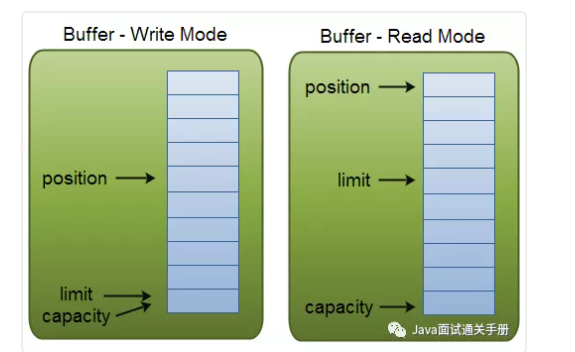 Buffer - Write Mode
position
limit
capacity
Buffer - Read Mode
position
limit
capacity
Java面试通关手册